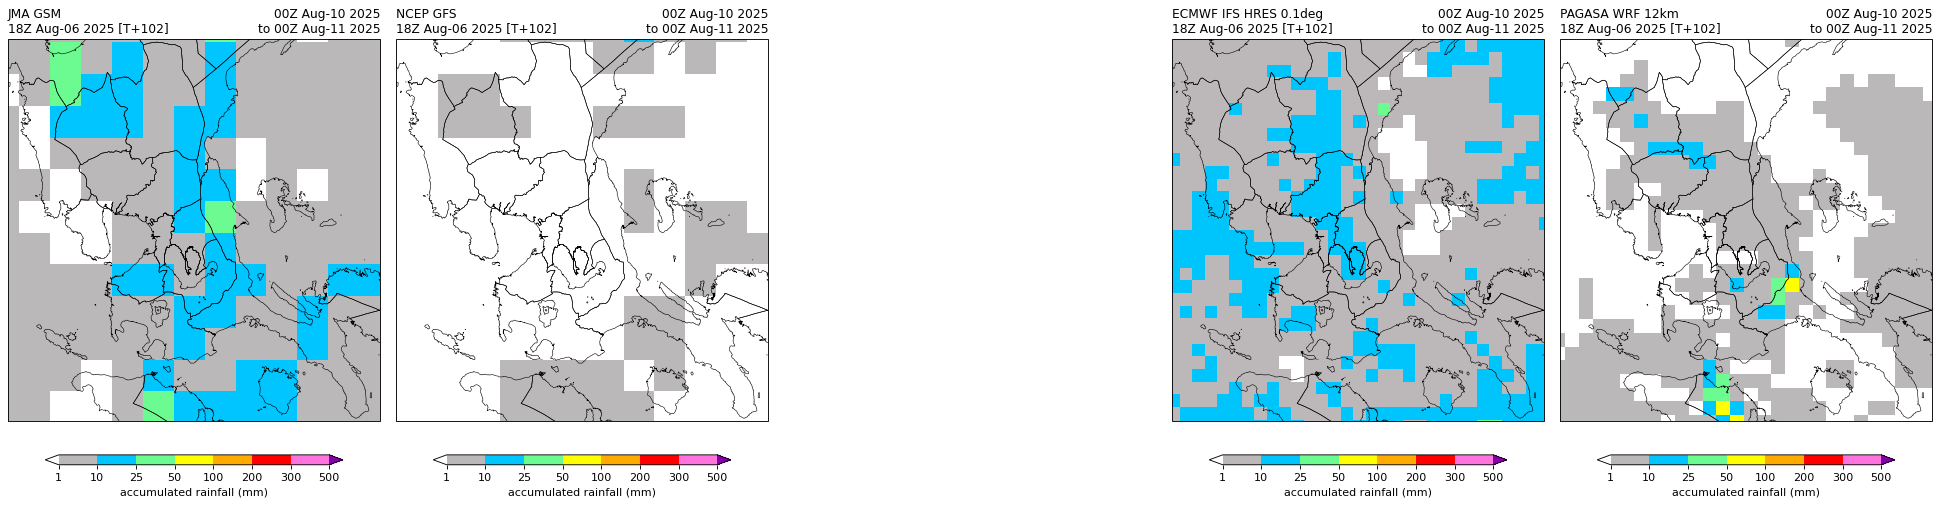 JMA GSM 00Z Aug-10 2025
18Z Aug-06 2025 [T+102] to 00Z Aug-11 2025
1 10 25 50 100 200 300 500
accumulated rainfall (mm)
NCEP GFS 00Z Aug-10 2025
18Z Aug-06 2025 [T+102] to 00Z Aug-11 2025
1 10 25 50 100 200 300 500
accumulated rainfall (mm)
ECMWF IFS HRES 0.1deg 00Z Aug-10 2025
18Z Aug-06 2025 [T+102] to 00Z Aug-11 2025
1 10 25 50 100 200 300 500
accumulated rainfall (mm)
PAGASA WRF 12km 00Z Aug-10 2025
18Z Aug-06 2025 [T+102] to 00Z Aug-11 2025
1 10 25 50 100 200 300 500
accumulated rainfall (mm)